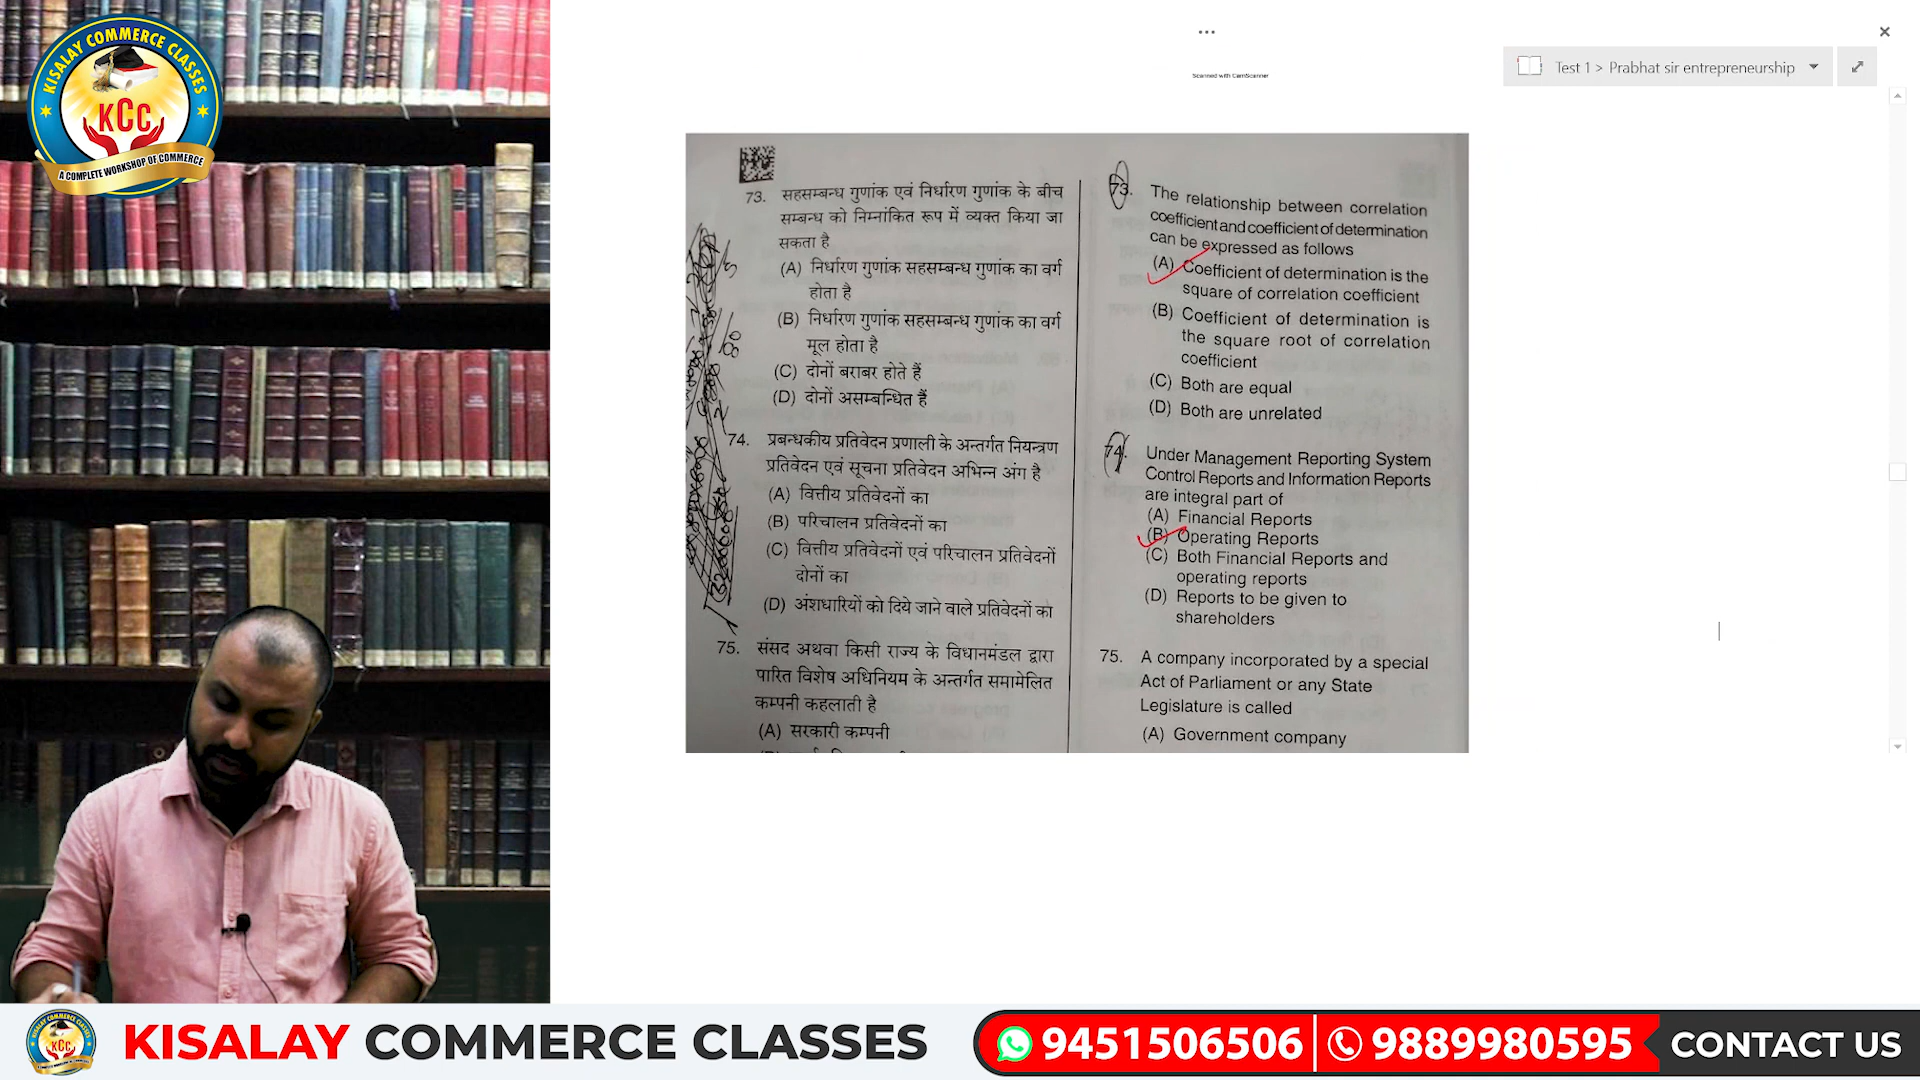 KISALAY COMMERCE CLASSES
KCC
A COMPLETE WORKSHOP OF COMMERCE
Scanned with CamScanner
Test 1 > Prabhat sir entrepreneurship
73. सहसम्बन्ध गुणांक एवं निर्धारण गुणांक के बीच
सम्बन्ध को निम्नांकित रूप में व्यक्त किया जा
सकता है
(A) निर्धारण गुणांक सहसम्बन्ध गुणांक का वर्ग
होता है
(B) निर्धारण गुणांक सहसम्बन्ध गुणांक का वर्ग
मूल होता है
(C) दोनों बराबर होते हैं
(D) दोनों असम्बन्धित हैं
74. प्रबन्धकीय प्रतिवेदन प्रणाली के अन्तर्गत नियन्त्रण
प्रतिवेदन एवं सूचना प्रतिवेदन अभिन्न अंग है
(A) वित्तीय प्रतिवेदनों का
(B) परिचालन प्रतिवेदनों का
(C) वित्तीय प्रतिवेदनों एवं परिचालन प्रतिवेदनों
दोनों का
(D) अंशधारियों को दिये जाने वाले प्रतिवेदनों का
75. संसद अथवा किसी राज्य के विधानमंडल द्वारा
पारित विशेष अधिनियम के अन्तर्गत समामेलित
कम्पनी कहलाती है
(A) सरकारी कम्पनी
73. The relationship between correlation
coefficient and coefficient of determination
can be expressed as follows
(A) Coefficient of determination is the
square of correlation coefficient
(B) Coefficient of determination is
the square root of correlation
coefficient
(C) Both are equal
(D) Both are unrelated
74. Under Management Reporting System
Control Reports and Information Reports
are integral part of
(A) Financial Reports
(B) Operating Reports
(C) Both Financial Reports and
operating reports
(D) Reports to be given to
shareholders
75. A company incorporated by a special
Act of Parliament or any State
Legislature is called
(A) Government company
KISALAY COMMERCE CLASSES
9451506506
9889980595
CONTACT US